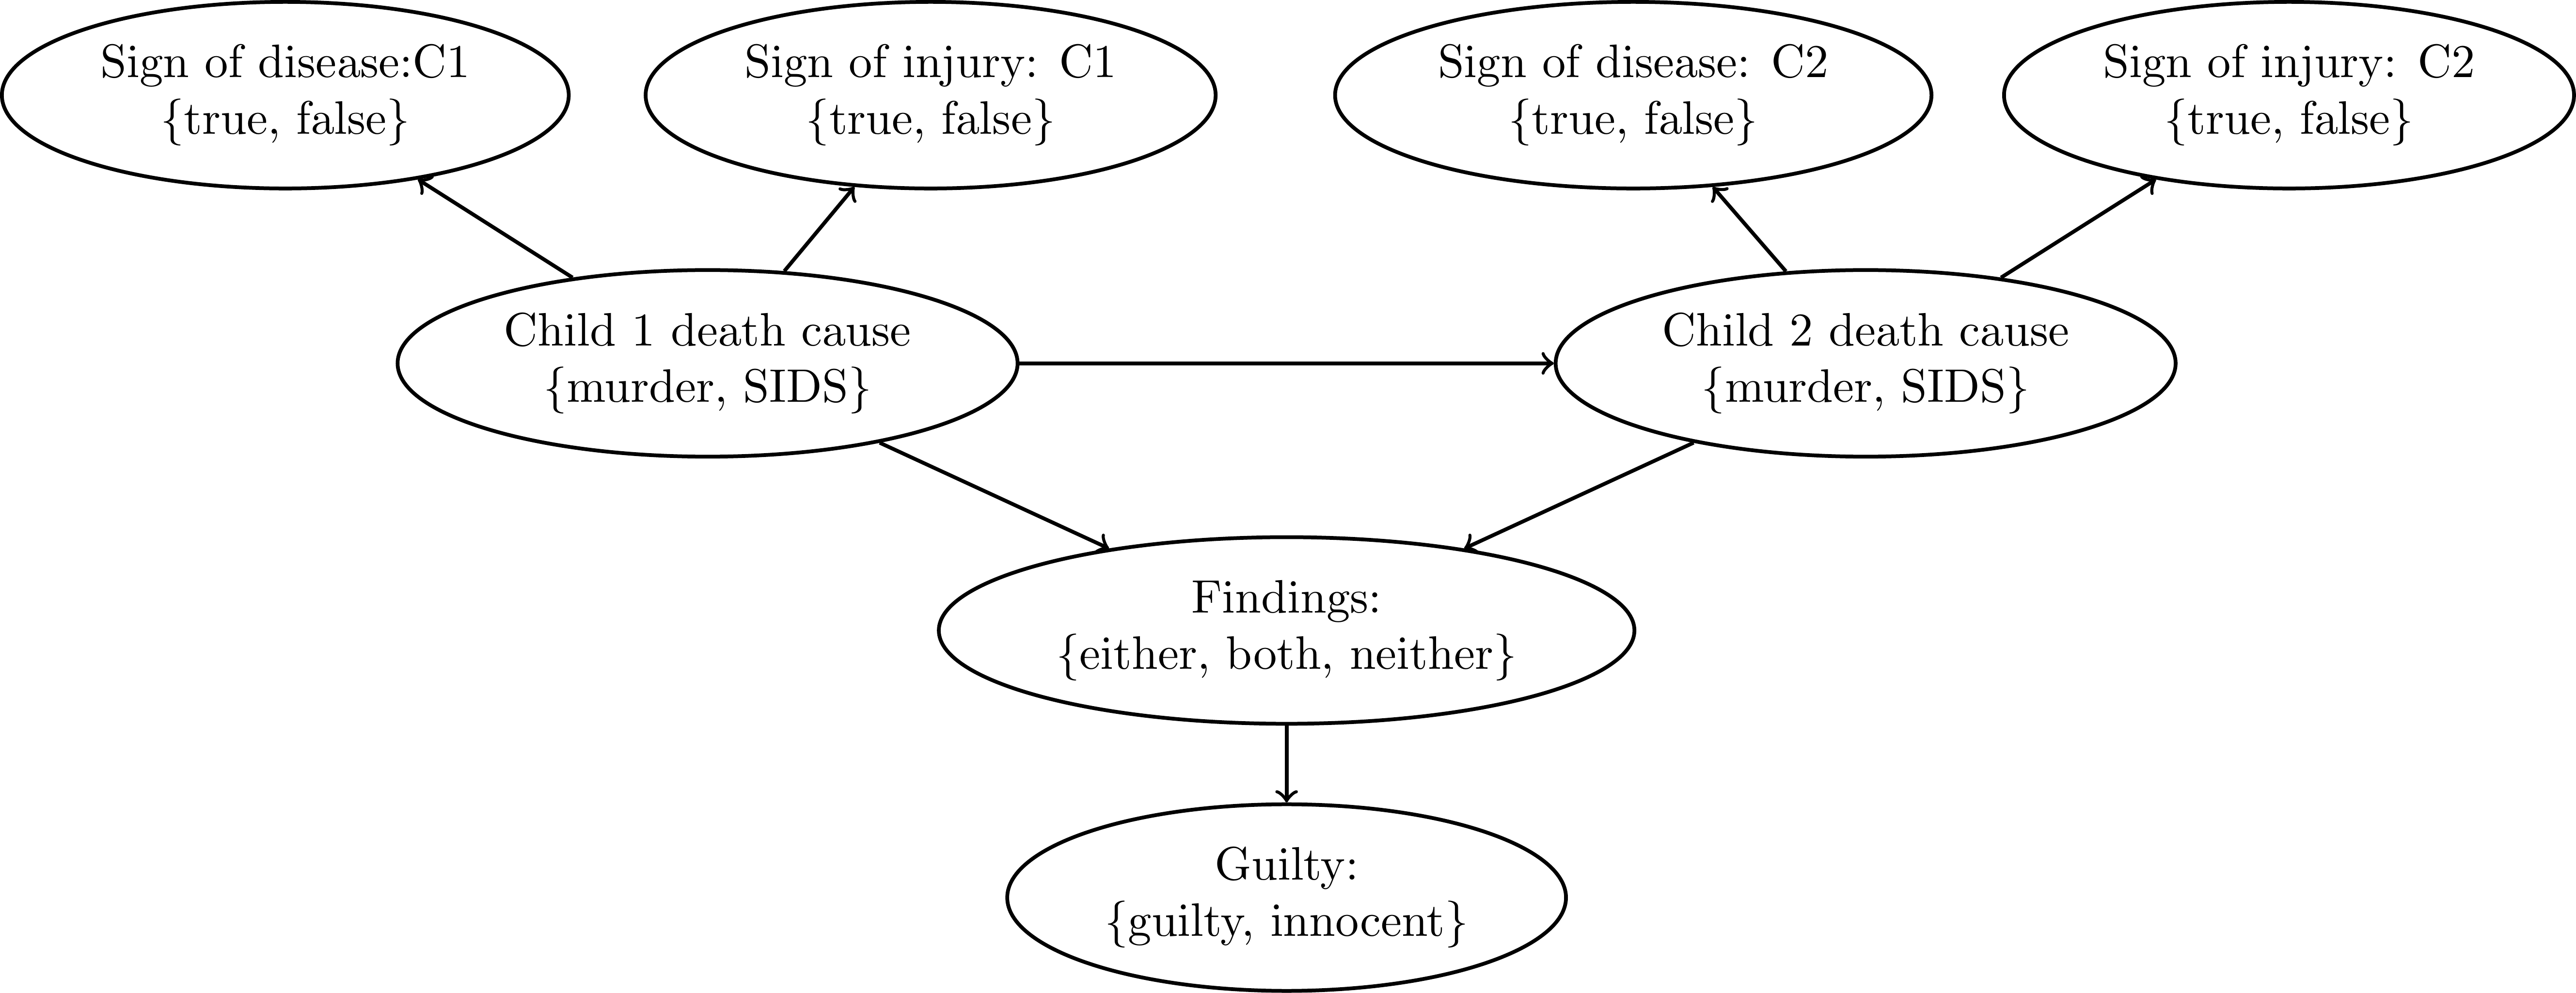 Sign of disease:C1
{true, false}
Sign of injury: C1
{true, false}
Sign of disease: C2
{true, false}
Sign of injury: C2
{true, false}
Child 1 death cause
{murder, SIDS}
Child 2 death cause
{murder, SIDS}
Findings:
{either, both, neither}
Guilty:
{guilty, innocent}